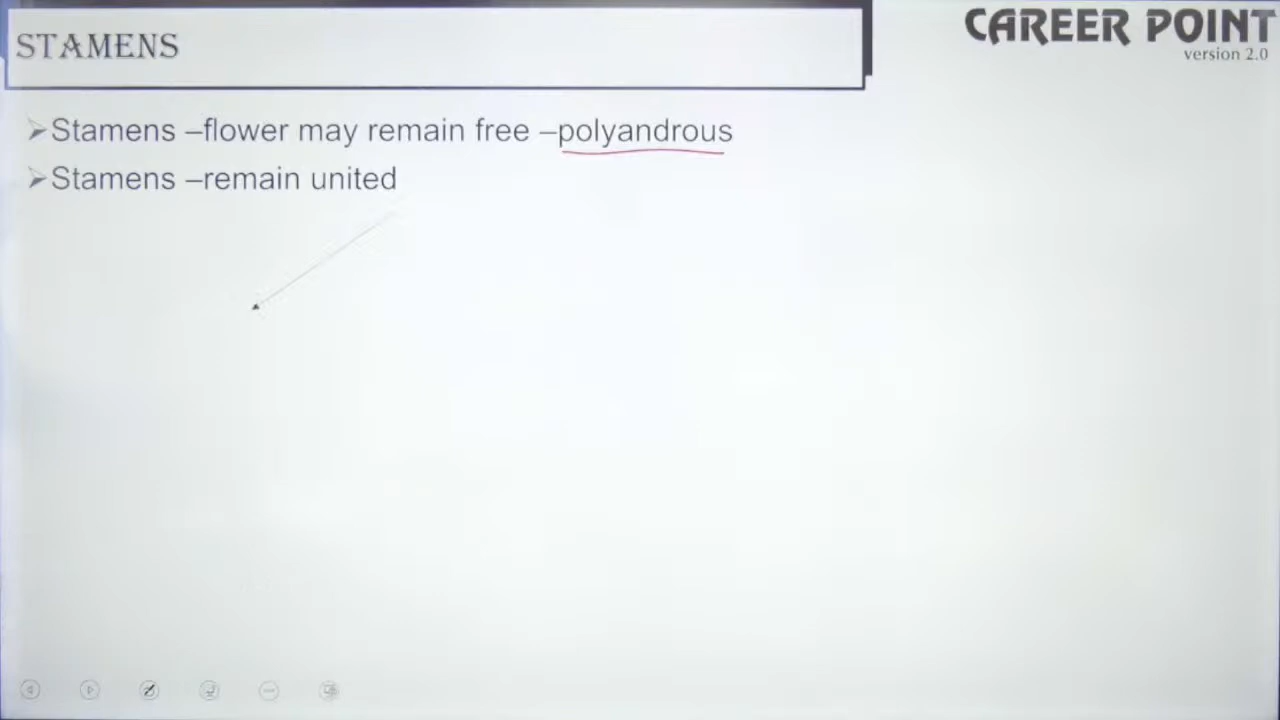 STAMENS
CAREER POINT
version 2.0
➢Stamens –flower may remain free –polyandrous
➢Stamens –remain united